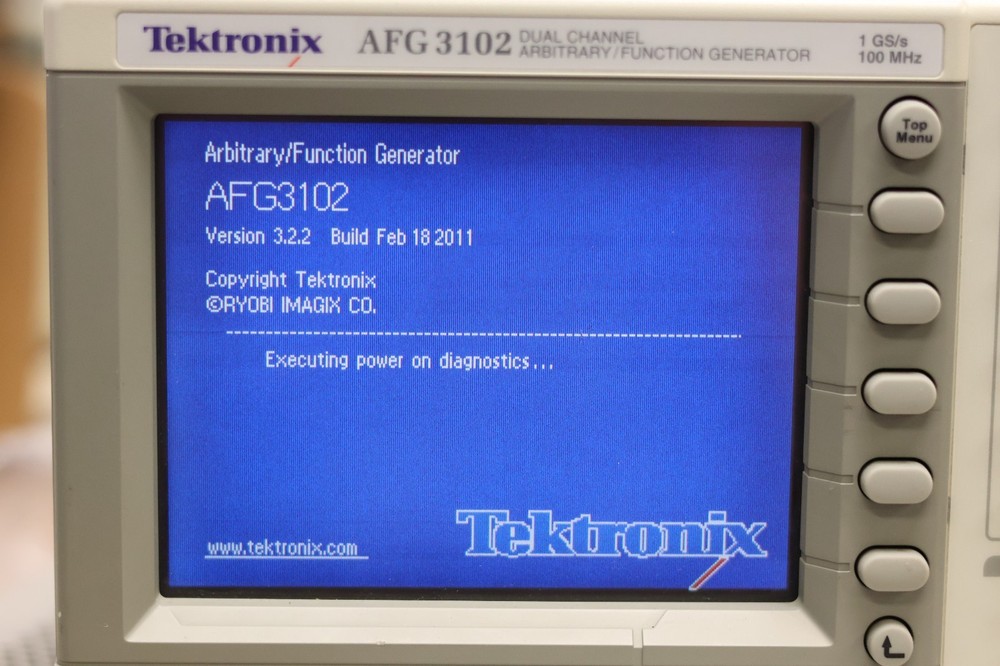 Tektronix AFG 3102 DUAL CHANNEL
ARBITRARY/FUNCTION GENERATOR
1 GS/s
100 MHz
Top
Menu
Arbitrary/Function Generator
AFG3102
Version 3.2.2 Build Feb 18 2011
Copyright Tektronix
©RYOBI IMAGIX CO.
Executing power on diagnostics...
www.tektronix.com
Tektronix